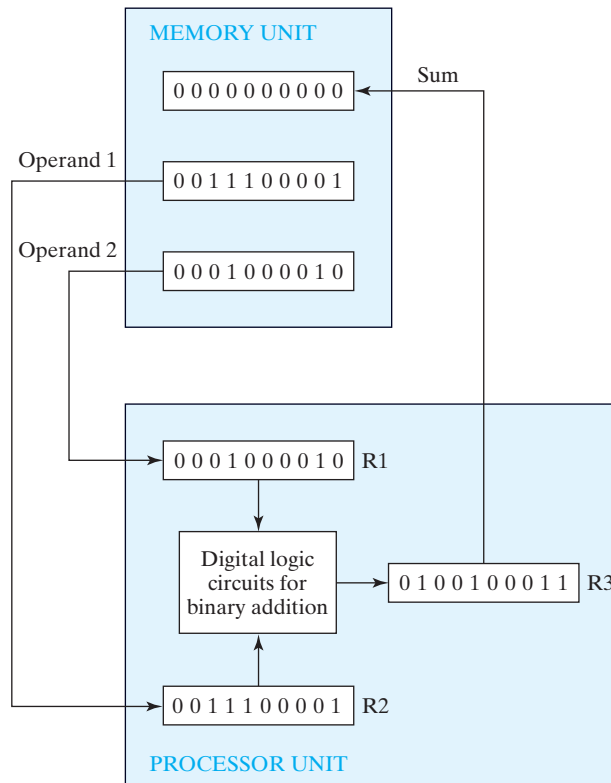 MEMORY UNIT
Sum
0 0 0 0 0 0 0 0 0 0
Operand 1
0 0 1 1 1 0 0 0 0 1
Operand 2
0 0 0 1 0 0 0 0 1 0
0 0 0 1 0 0 0 0 1 0 R1
Digital logic
circuits for
binary addition
0 1 0 0 1 0 0 0 1 1 R3
0 0 1 1 1 0 0 0 0 1 R2
PROCESSOR UNIT